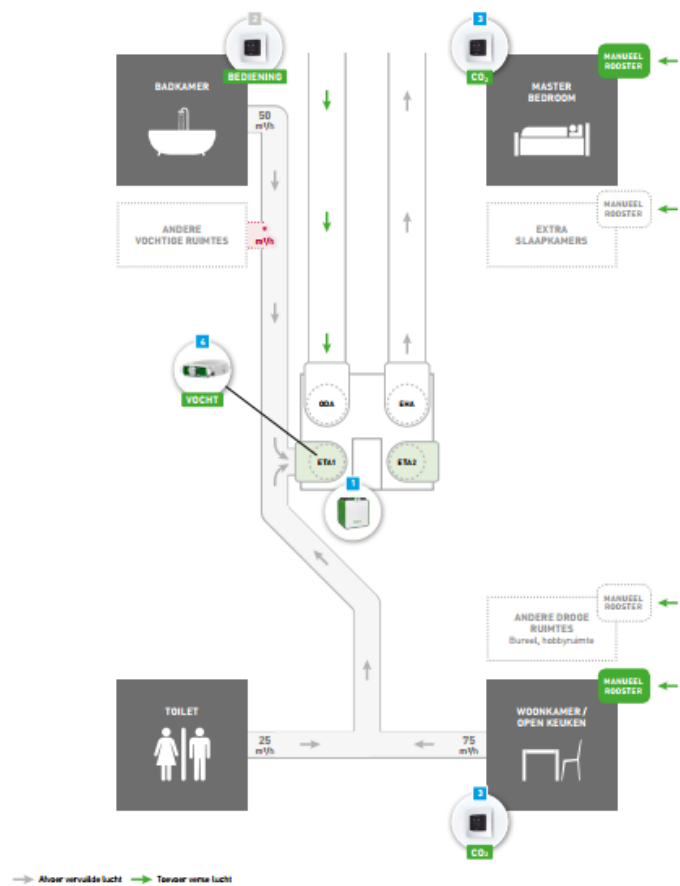 2
BEDIENING
BADKAMER
50
m³/h
3
CO₂
MANUEEL
ROOSTER
MASTER
BEDROOM
ANDERE
VOCHTIGE RUIMTES
*
m³/h
MANUEEL
ROOSTER
EXTRA
SLAAPKAMERS
4
VOCHT
ODA
EHA
ETA1
ETA2
1
MANUEEL
ROOSTER
ANDERE DROGE
RUIMTES
Bureel, hobbyruimte
MANUEEL
ROOSTER
TOILET
WOONKAMER /
OPEN KEUKEN
25
m³/h
75
m³/h
3
CO₂
Afvoer vervuilde lucht
Toevoer verse lucht